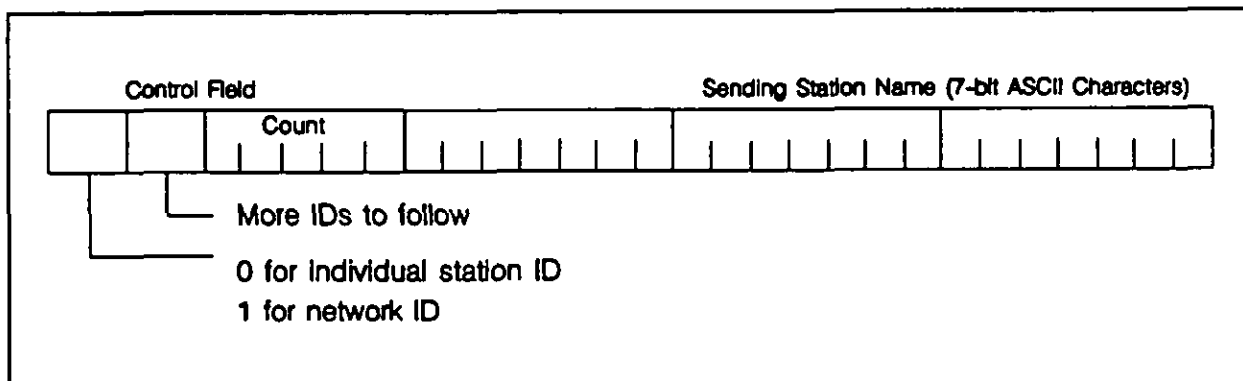 Control Field
Sending Station Name (7-bit ASCII Characters)
Count
More IDs to follow
0 for individual station ID
1 for network ID